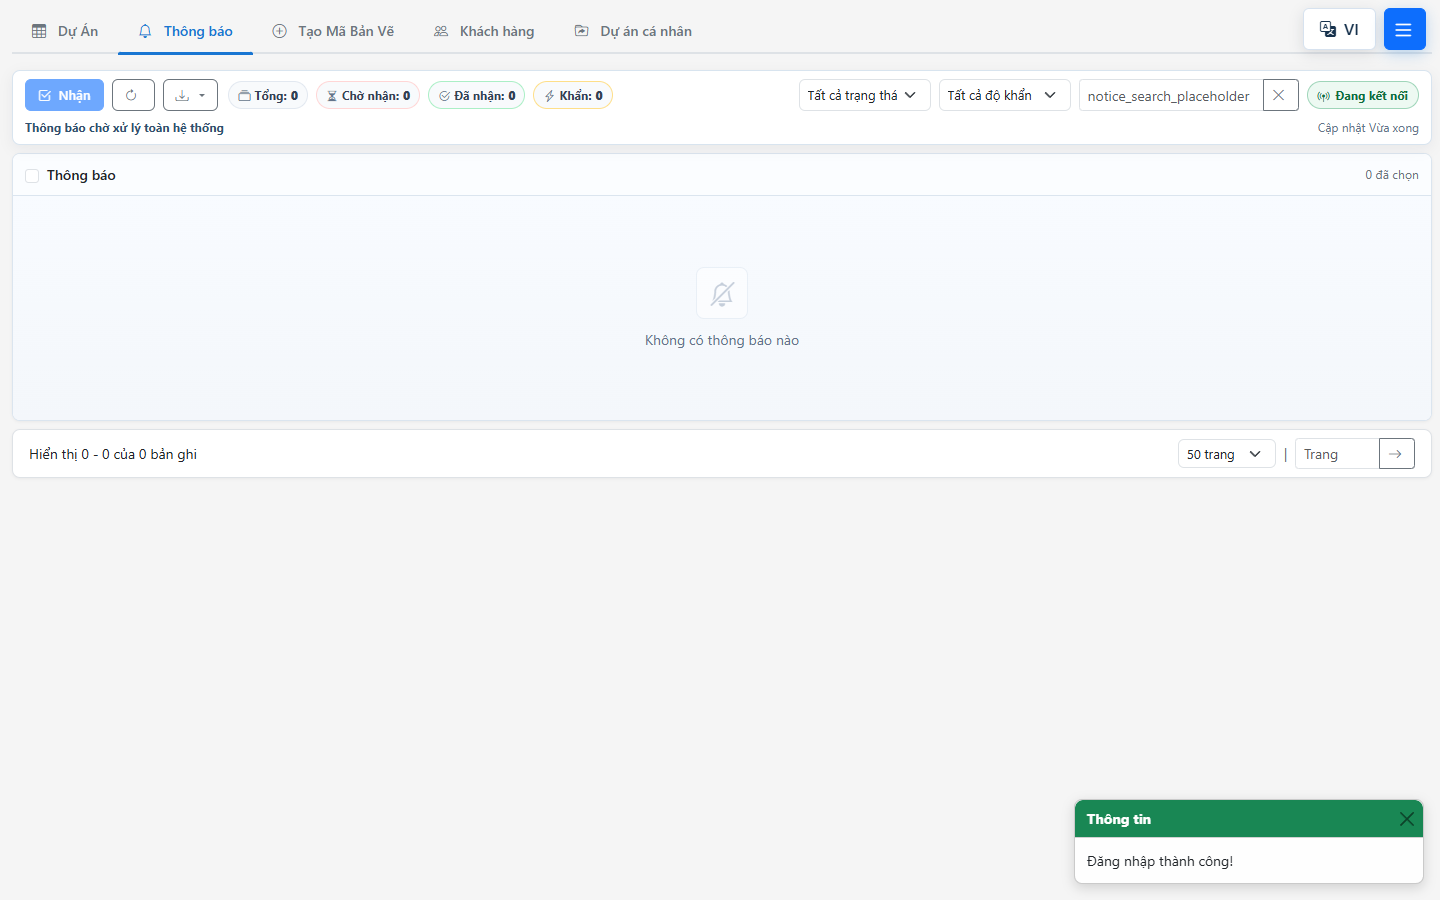 Dự Án
Thông báo
Tạo Mã Bản Vẽ
Khách hàng
Dự án cá nhân
VI
Nhận
Tổng: 0
Chờ nhận: 0
Đã nhận: 0
Khẩn: 0
Tất cả trạng thá
Tất cả độ khẩn
notice_search_placeholder
Đang kết nối
Thông báo chờ xử lý toàn hệ thống
Cập nhật Vừa xong
Thông báo
0 đã chọn
Không có thông báo nào
Hiển thị 0 - 0 của 0 bản ghi
50 trang
|
Trang
Thông tin
Đăng nhập thành công!